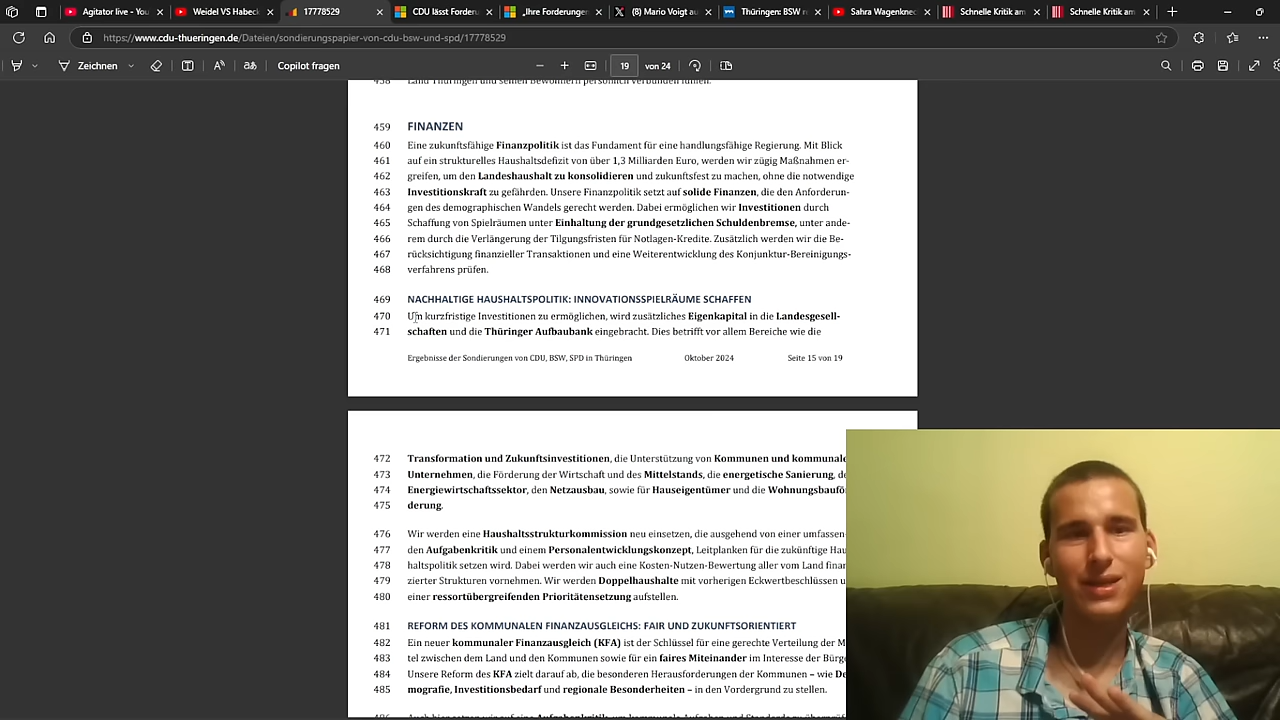 Agitator live - You
Weidel VS Habeck
17778529
CDU lässt Forderu
„Ihre Forderungen
(8) Mario Voigt au
Thüringen: BSW n
Sahra Wagenknec
Schnelle Kritik am
Schnelle Kritik am
https://www.cdu-thueringen.de/Dateien/sondierungspapier-von-cdu-bsw-und-spd/17778529
Zeichnen
Copilot fragen
19 von 24
458 Land Thüringen und seinen Bewohnern persönlich verbunden fühlen.
459 FINANZEN
460 Eine zukunftsfähige Finanzpolitik ist das Fundament für eine handlungsfähige Regierung. Mit Blick
461 auf ein strukturelles Haushaltsdefizit von über 1,3 Milliarden Euro, werden wir zügig Maßnahmen er-
462 greifen, um den Landeshaushalt zu konsolidieren und zukunftsfest zu machen, ohne die notwendige
463 Investitionskraft zu gefährden. Unsere Finanzpolitik setzt auf solide Finanzen, die den Anforderun-
464 gen des demographischen Wandels gerecht werden. Dabei ermöglichen wir Investitionen durch
465 Schaffung von Spielräumen unter Einhaltung der grundgesetzlichen Schuldenbremse, unter ande-
466 rem durch die Verlängerung der Tilgungsfristen für Notlagen-Kredite. Zusätzlich werden wir die Be-
467 rücksichtigung finanzieller Transaktionen und eine Weiterentwicklung des Konjunktur-Bereinigungs-
468 verfahrens prüfen.
469 NACHHALTIGE HAUSHALTSPOLITIK: INNOVATIONSSPIELRÄUME SCHAFFEN
470 Um kurzfristige Investitionen zu ermöglichen, wird zusätzliches Eigenkapital in die Landesgesell-
471 schaften und die Thüringer Aufbaubank eingebracht. Dies betrifft vor allem Bereiche wie die
Ergebnisse der Sondierungen von CDU, BSW, SPD in Thüringen Oktober 2024 Seite 15 von 19
472 Transformation und Zukunftsinvestitionen, die Unterstützung von Kommunen und kommunale
473 Unternehmen, die Förderung der Wirtschaft und des Mittelstands, die energetische Sanierung, de
474 Energiewirtschaftssektor, den Netzausbau, sowie für Hauseigentümer und die Wohnungsbaufö
475 derung.
476 Wir werden eine Haushaltsstrukturkommission neu einsetzen, die ausgehend von einer umfassen-
477 den Aufgabenkritik und einem Personalentwicklungskonzept, Leitplanken für die zukünftige Hau
478 haltspolitik setzen wird. Dabei werden wir auch eine Kosten-Nutzen-Bewertung aller vom Land finan
479 zierter Strukturen vornehmen. Wir werden Doppelhaushalte mit vorherigen Eckwertbeschlüssen u
480 einer ressortübergreifenden Prioritätensetzung aufstellen.
481 REFORM DES KOMMUNALEN FINANZAUSGLEICHS: FAIR UND ZUKUNFTSORIENTIERT
482 Ein neuer kommunaler Finanzausgleich (KFA) ist der Schlüssel für eine gerechte Verteilung der M
483 tel zwischen dem Land und den Kommunen sowie für ein faires Miteinander im Interesse der Bürge
484 Unsere Reform des KFA zielt darauf ab, die besonderen Herausforderungen der Kommunen – wie De
485 mografie, Investitionsbedarf und regionale Besonderheiten – in den Vordergrund zu stellen.